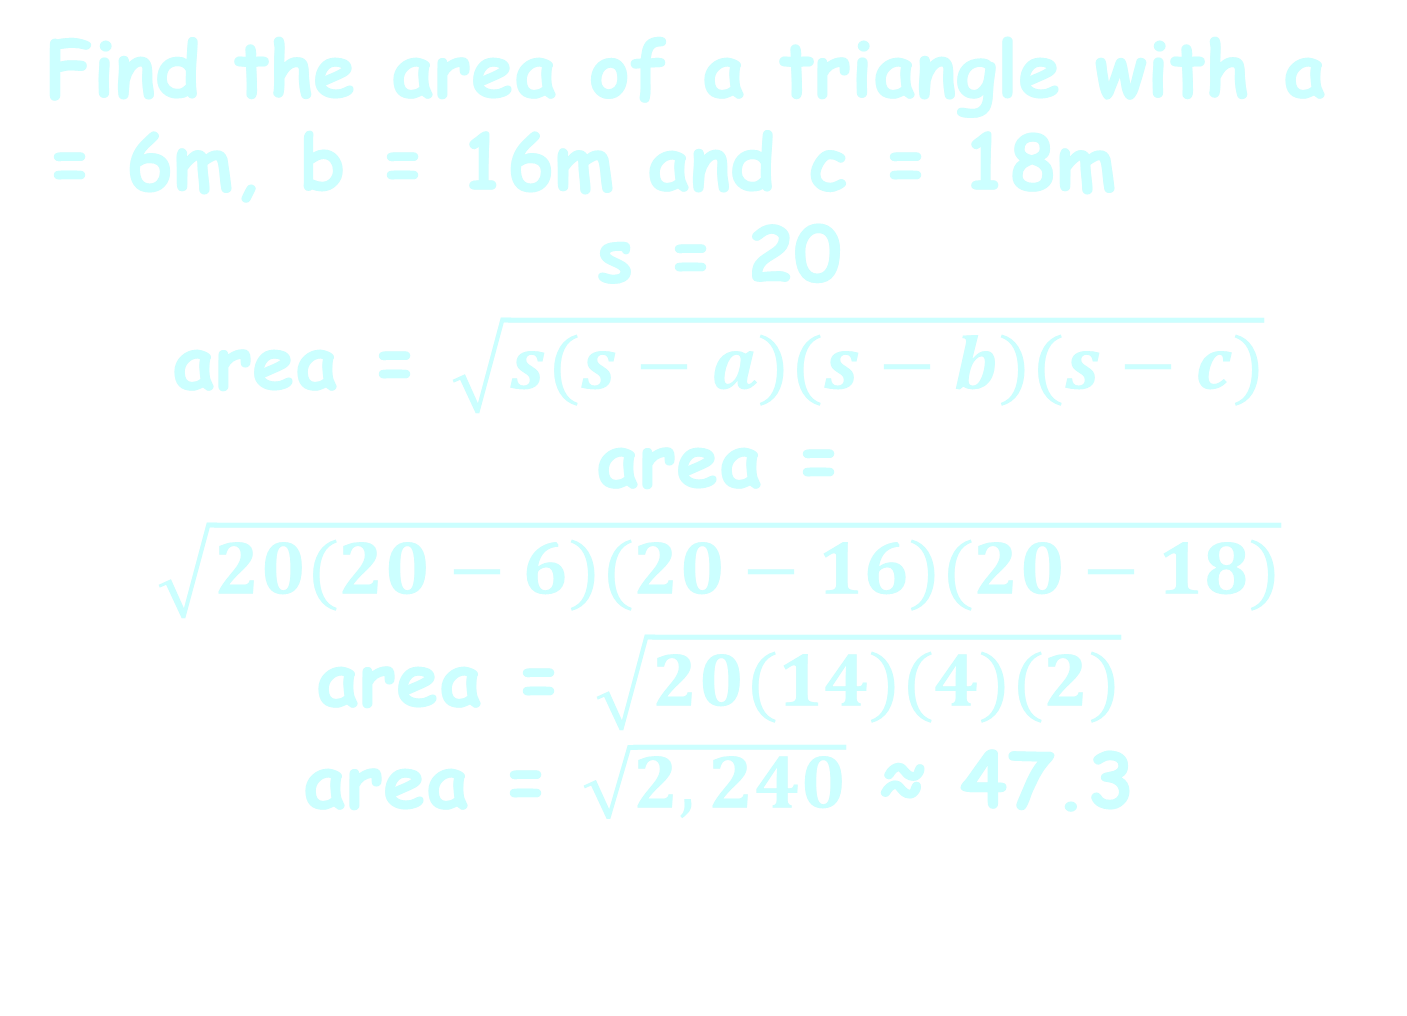 Find the area of a triangle with a
= 6m, b = 16m and c = 18m
s = 20
area = √s(s − a)(s − b)(s − c)
area =
√20(20 − 6)(20 − 16)(20 − 18)
area = √20(14)(4)(2)
area = √2,240 ≈ 47.3